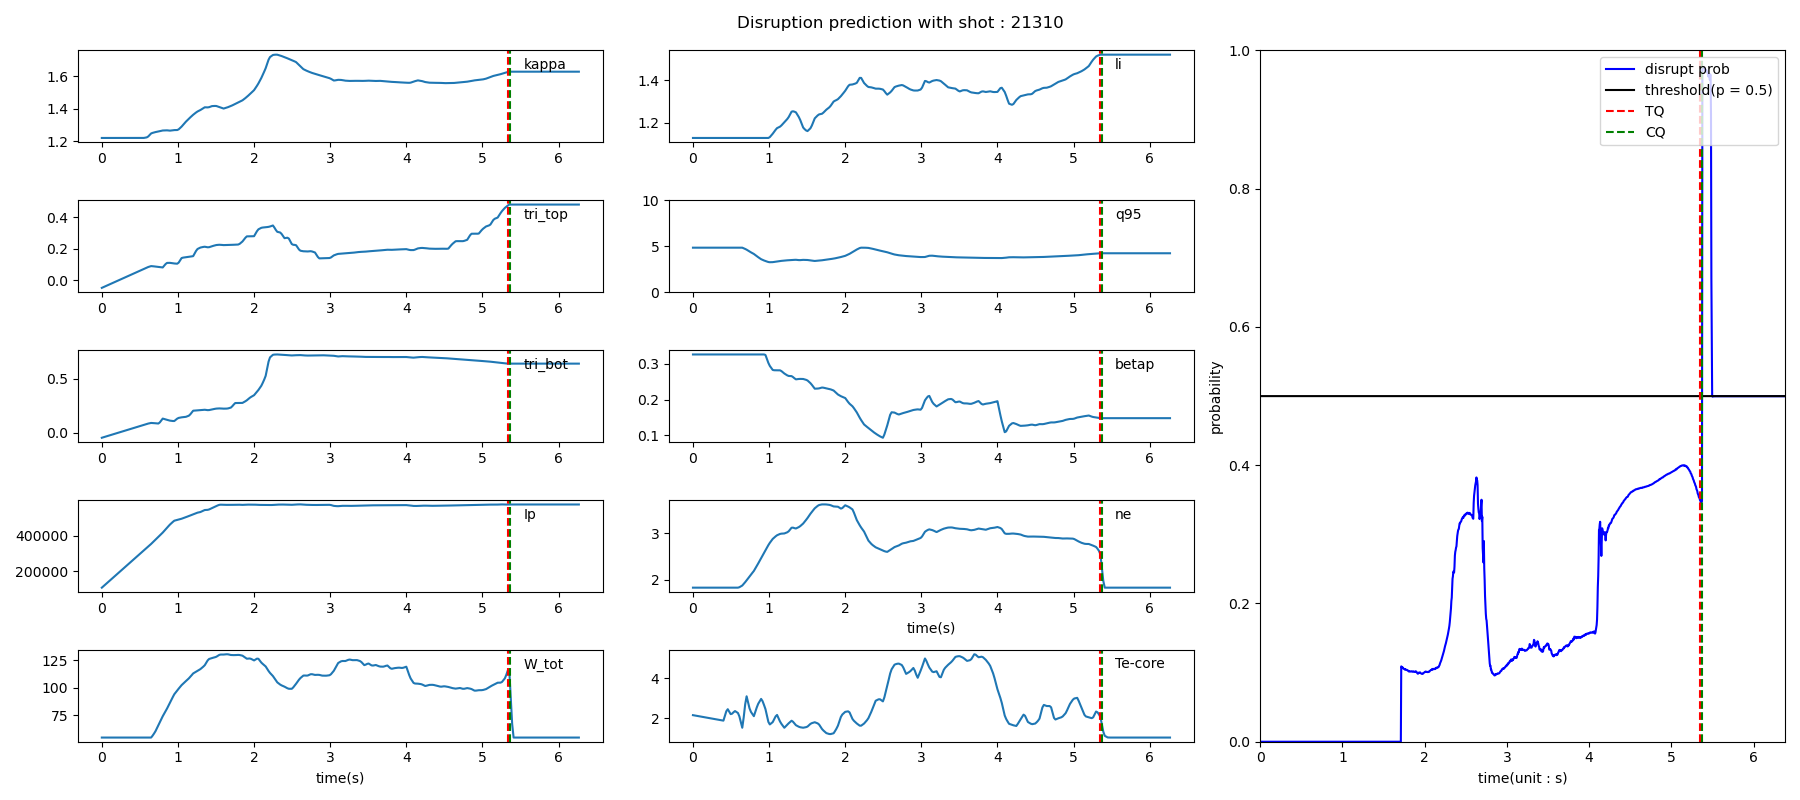 Disruption prediction with shot : 21310
kappa
1.6
1.4
1.2
0 1 2 3 4 5 6
li
1.4
1.2
0 1 2 3 4 5 6
tri_top
0.4
0.2
0.0
0 1 2 3 4 5 6
q95
10
5
0
0 1 2 3 4 5 6
tri_bot
0.5
0.0
0 1 2 3 4 5 6
betap
0.3
0.2
0.1
0 1 2 3 4 5 6
Ip
400000
200000
0 1 2 3 4 5 6
ne
3
2
0 1 2 3 4 5 6
time(s)
W_tot
125
100
75
0 1 2 3 4 5 6
time(s)
Te-core
4
2
0 1 2 3 4 5 6
disrupt prob
threshold(p = 0.5)
TQ
CQ
1.0
0.8
0.6
0.4
0.2
0.0
probability
0 1 2 3 4 5 6
time(unit : s)